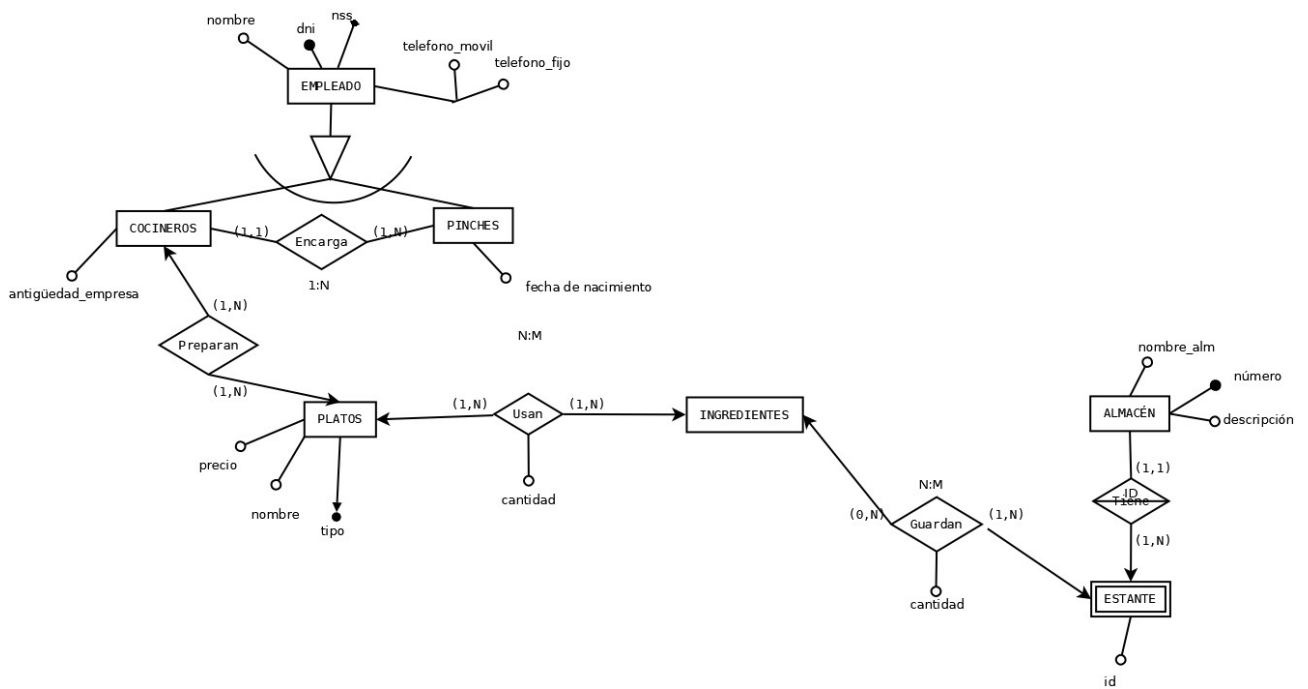 nombre
dni
nss
telefono_movil
telefono_fijo
EMPLEADO
COCINEROS
(1,1)
Encarga
(1,N)
PINCHES
1:N
antigüedad_empresa
fecha de nacimiento
(1,N)
Preparan
(1,N)
N:M
PLATOS
(1,N)
Usan
(1,N)
INGREDIENTES
precio
nombre
tipo
cantidad
N:M
(0,N)
Guardan
(1,N)
cantidad
nombre_alm
número
ALMACÉN
descripción
(1,1)
ID
Tiene
(1,N)
ESTANTE
id